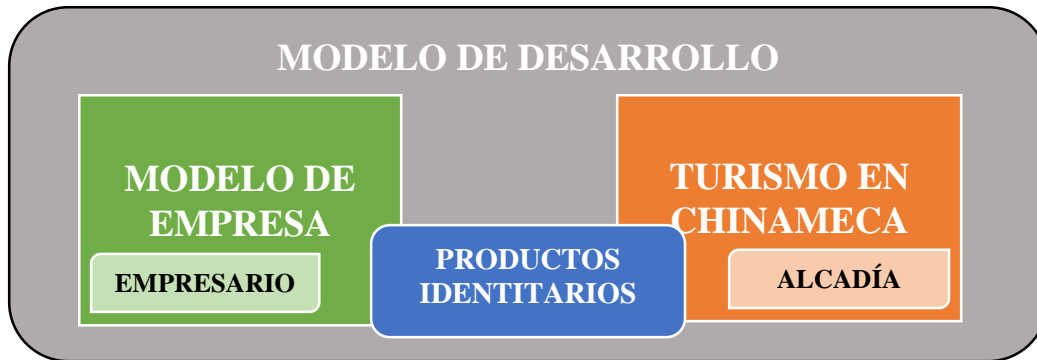 MODELO DE DESARROLLO
MODELO DE
EMPRESA
EMPRESARIO
PRODUCTOS
IDENTITARIOS
TURISMO EN
CHINAMECA
ALCADÍA